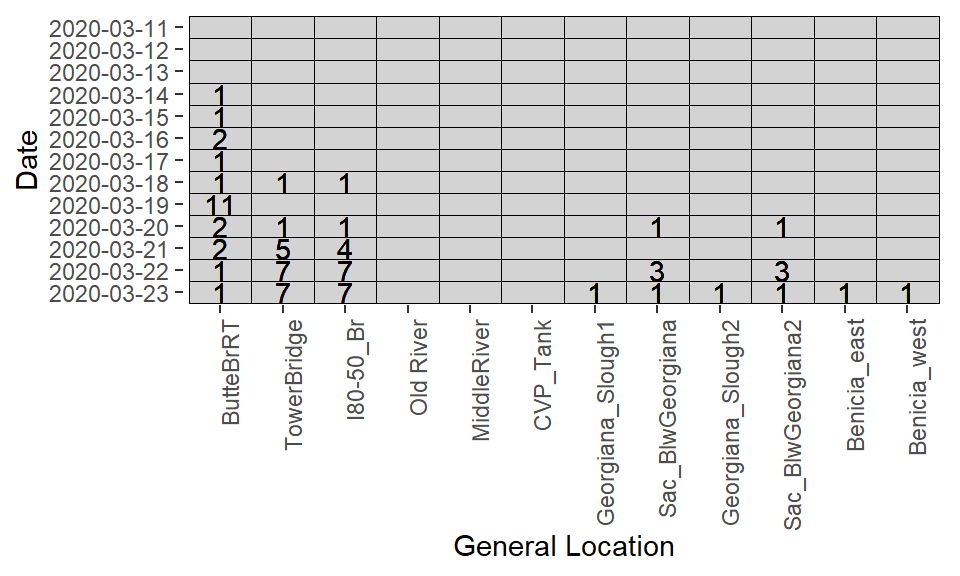 Date
2020-03-11
2020-03-12
2020-03-13
2020-03-14 1
2020-03-15 1
2020-03-16 2
2020-03-17 1
2020-03-18 1 1 1
2020-03-19 11
2020-03-20 2 1 1 1 1
2020-03-21 2 5 4
2020-03-22 1 7 7 3 3
2020-03-23 1 7 7 1 1 1 1 1 1
ButteBrRT
TowerBridge
I80-50_Br
Old River
MiddleRiver
CVP_Tank
Georgiana_Slough1
Sac_BlwGeorgiana
Georgiana_Slough2
Sac_BlwGeorgiana2
Benicia_east
Benicia_west
General Location